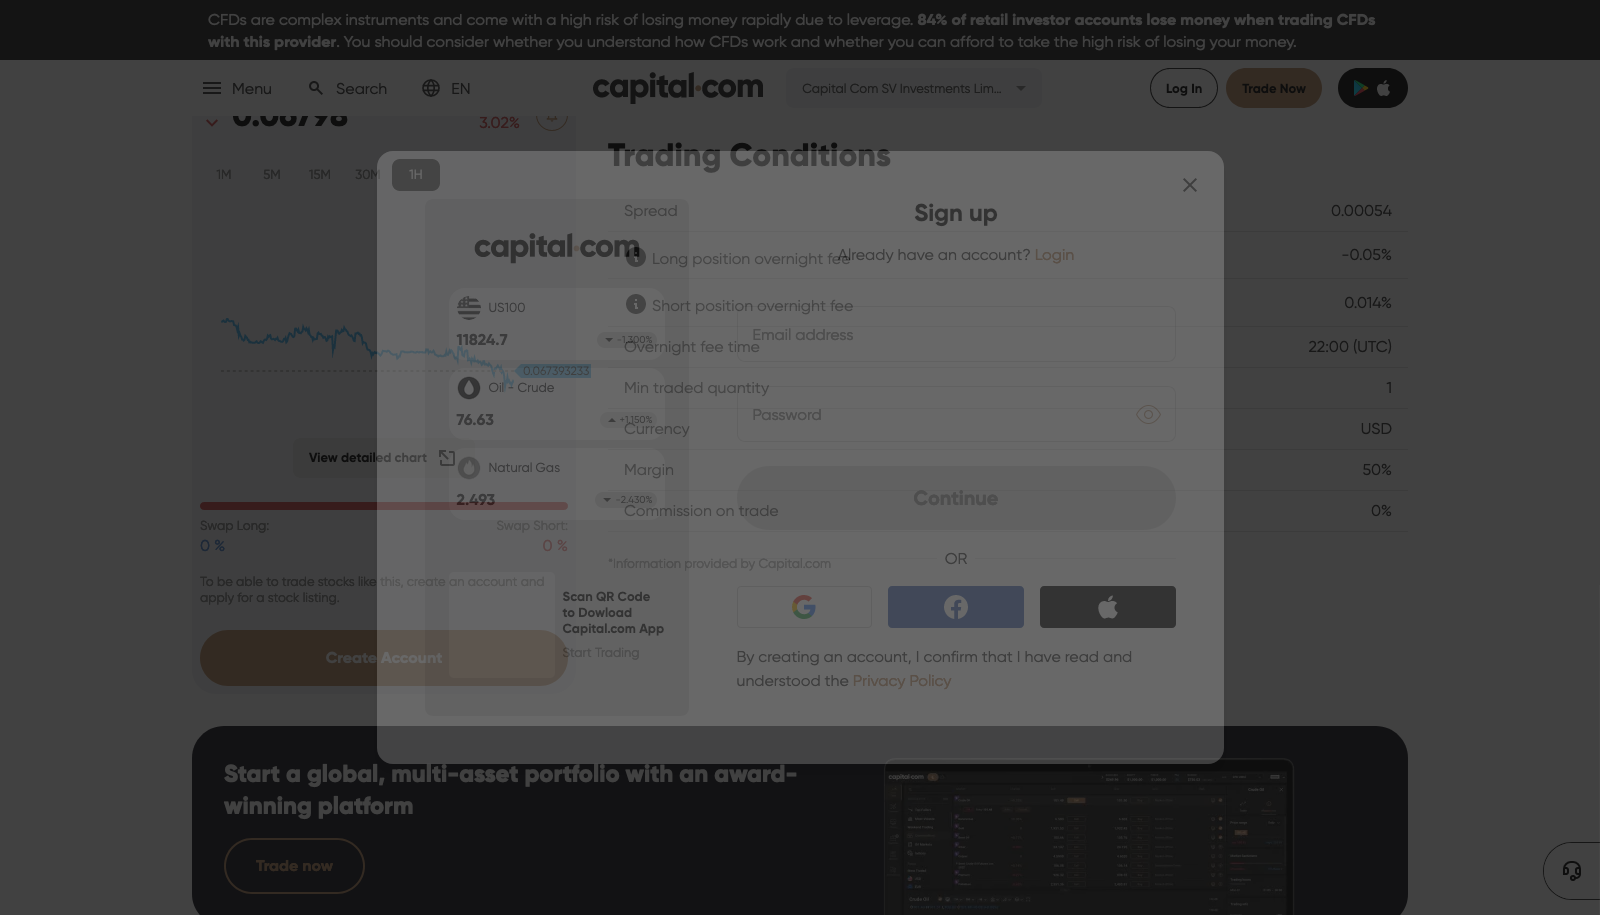 CFDs are complex instruments and come with a high risk of losing money rapidly due to leverage. 84% of retail investor accounts lose money when trading CFDs
with this provider. You should consider whether you understand how CFDs work and whether you can afford to take the high risk of losing your money.
Menu
Search
EN
capital.com
Capital Com SV Investments Lim...
Log In
Trade Now
0.06798
3.02%
1M
5M
15M
30M
1H
0.067393233
View detailed chart
Swap Long:
0 %
Swap Short:
0 %
To be able to trade stocks like this, create an account and
apply for a stock listing.
Create Account
Trading Conditions
Spread
0.00054
Long position overnight fee
-0.05%
Short position overnight fee
0.014%
Overnight fee time
22:00 (UTC)
Min traded quantity
1
Currency
USD
Margin
50%
Commission on trade
0%
*Information provided by Capital.com
capital.com
US100
11824.7
-1.300%
Oil - Crude
76.63
+1.150%
Natural Gas
2.493
-2.430%
Scan QR Code
to Dowload
Capital.com App
Start Trading
Sign up
Already have an account? Login
Email address
Password
Continue
OR
By creating an account, I confirm that I have read and
understood the Privacy Policy
Start a global, multi-asset portfolio with an award-
winning platform
Trade now
capital.com